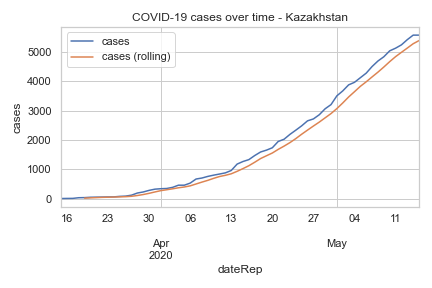 COVID-19 cases over time - Kazakhstan
cases
cases (rolling)
cases
5000
4000
3000
2000
1000
0
16 23 30 06 13 20 27 04 11
Apr May
2020
dateRep